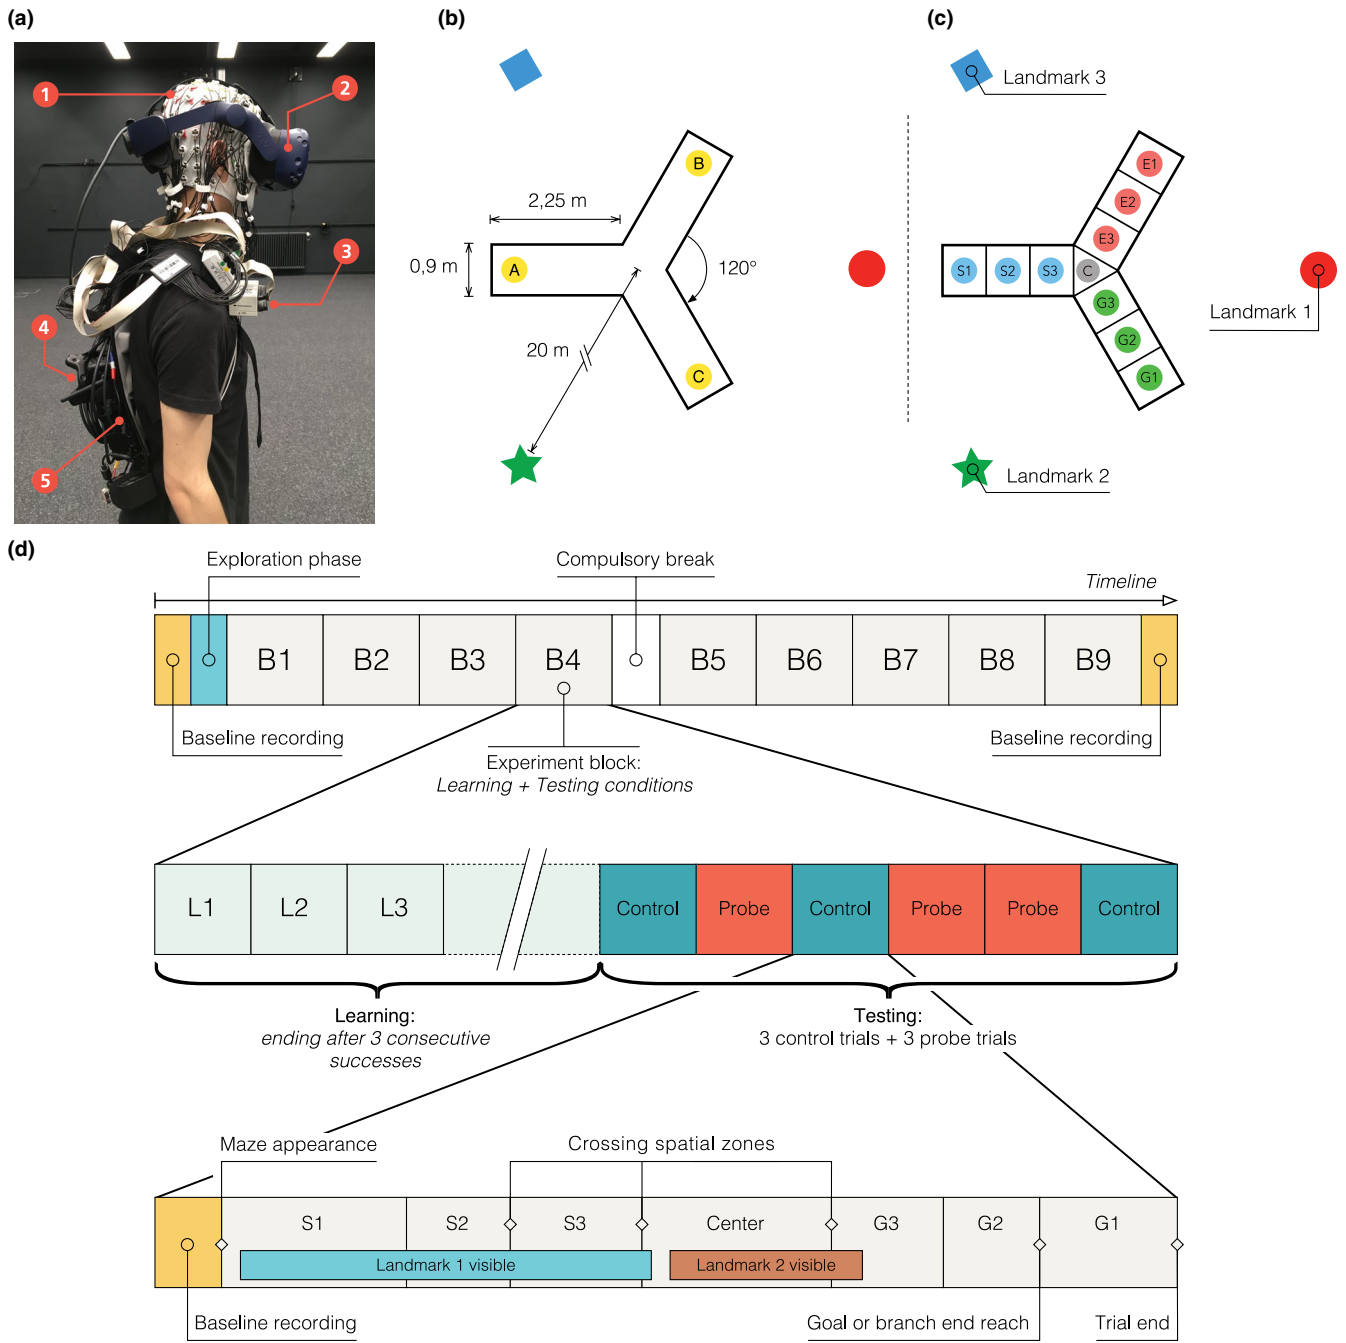 (a)
1
2
3
4
5
(b)
B
2,25 m
0,9 m
A
120°
20 m
C
(c)
Landmark 3
E1
E2
E3
S1
S2
S3
C
G3
G2
G1
Landmark 1
Landmark 2
(d)
Exploration phase
Compulsory break
Timeline
B1
B2
B3
B4
B5
B6
B7
B8
B9
Baseline recording
Experiment block:
Learning + Testing conditions
Baseline recording
L1
L2
L3
Control
Probe
Control
Probe
Probe
Control
Learning:
ending after 3 consecutive
successes
Testing:
3 control trials + 3 probe trials
Maze appearance
Crossing spatial zones
S1
S2
S3
Center
G3
G2
G1
Landmark 1 visible
Landmark 2 visible
Baseline recording
Goal or branch end reach
Trial end